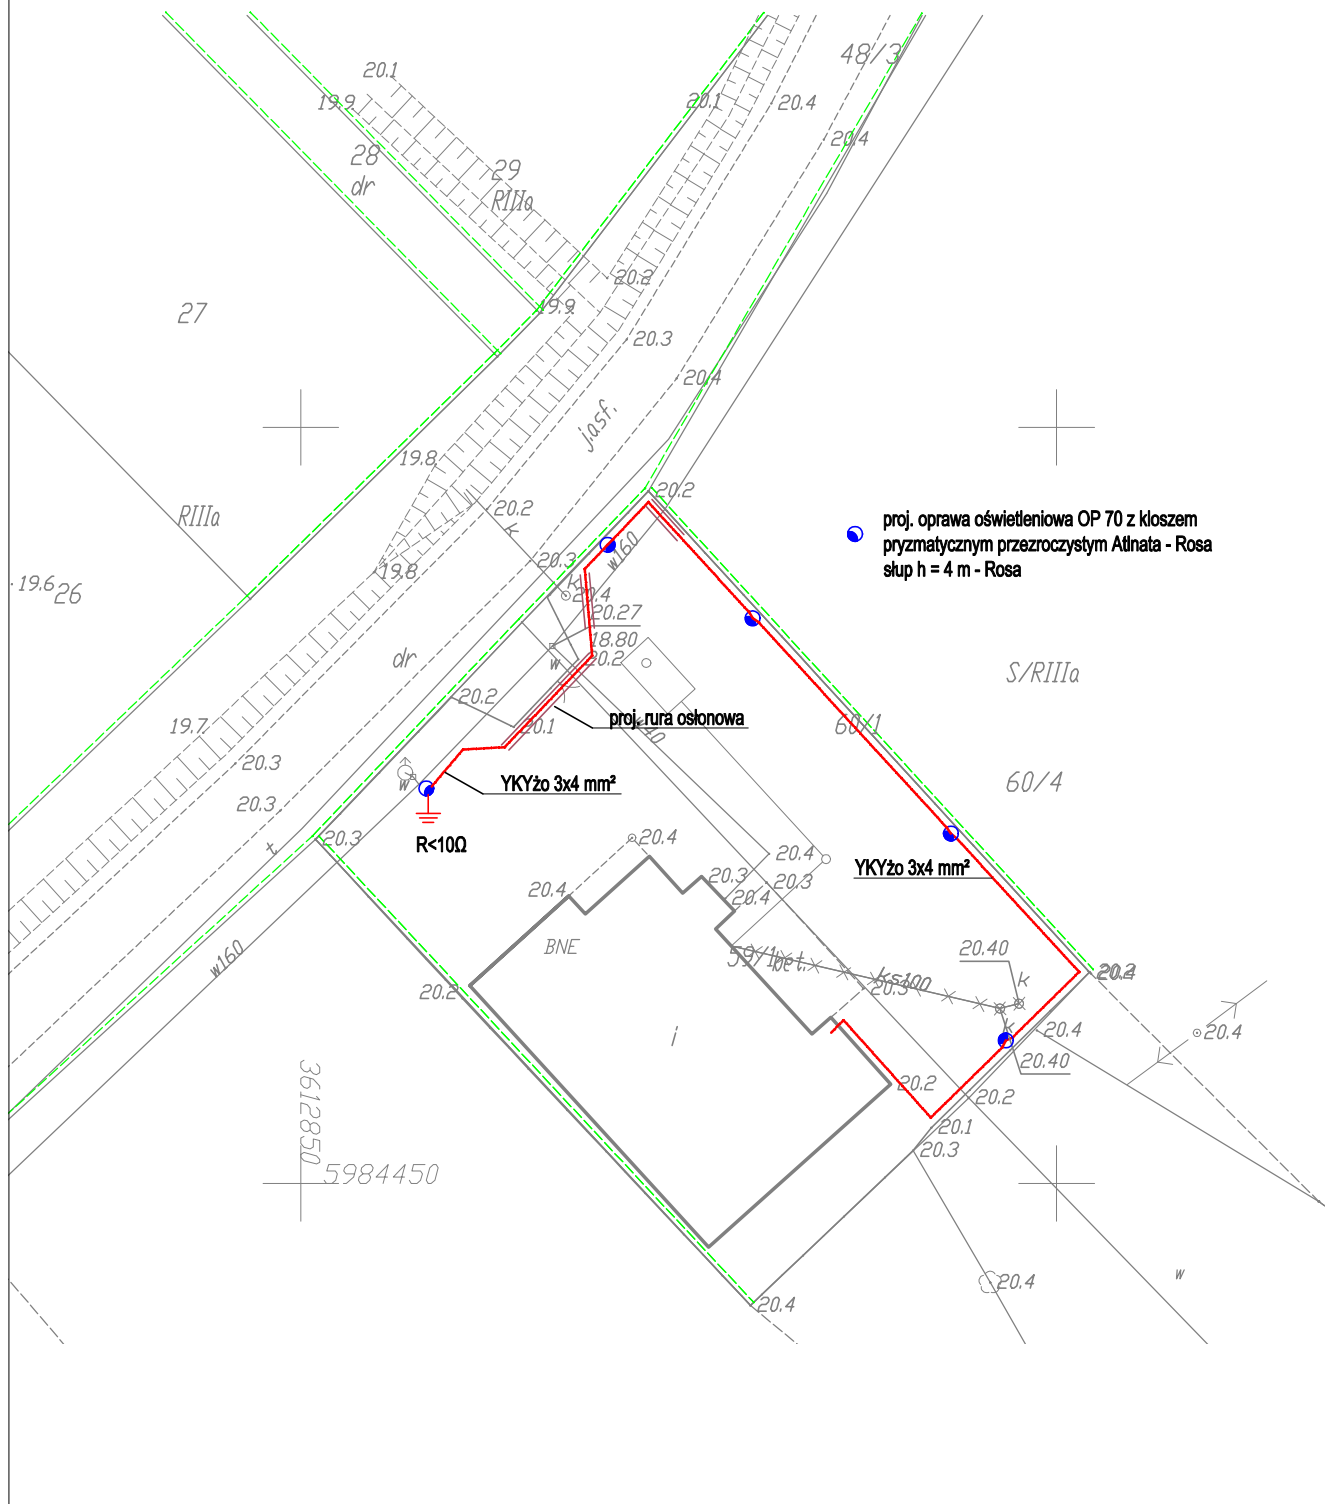 48/3
20.1
19.9
20.1
20.4
20.4
28
dr
29
RIIIa
20.2
19.9
27
20.3
20.4
j.asf.
19.8
20.2
20.2
k
RIIIa
proj. oprawa oświetleniowa OP 70 z kloszem
pryzmatycznym przezroczystym Atlnata - Rosa
słup h = 4 m - Rosa
w160
20.3
19.8
k
20.4
19.6
26
20.27
18.80
20.2
w
dr
S/RIIIa
20.2
proj. rura osłonowa
20.1
60/1
19.7
20.3
w
YKYżo 3x4 mm²
60/4
20.3
t
20.3
R<10Ω
20.4
20.4
20.3
20.3
YKYżo 3x4 mm²
20.4
20.4
BNE
59/1
bet.
ks100
20.40
k
w160
20.2
20.3
k
20.4
20.4
i
20.2
20.40
20.2
20.1
20.3
3612850
5984450
w
20.4
20.4